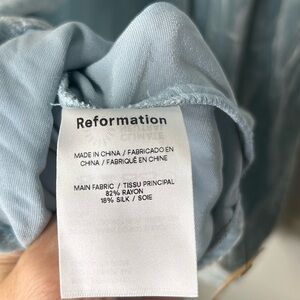 Reformation
MADE IN CHINA / FABRICADO EN
CHINA / FABRIQUÉ EN CHINE
MAIN FABRIC / TISSU PRINCIPAL
82% RAYON
18% SILK / SOIE